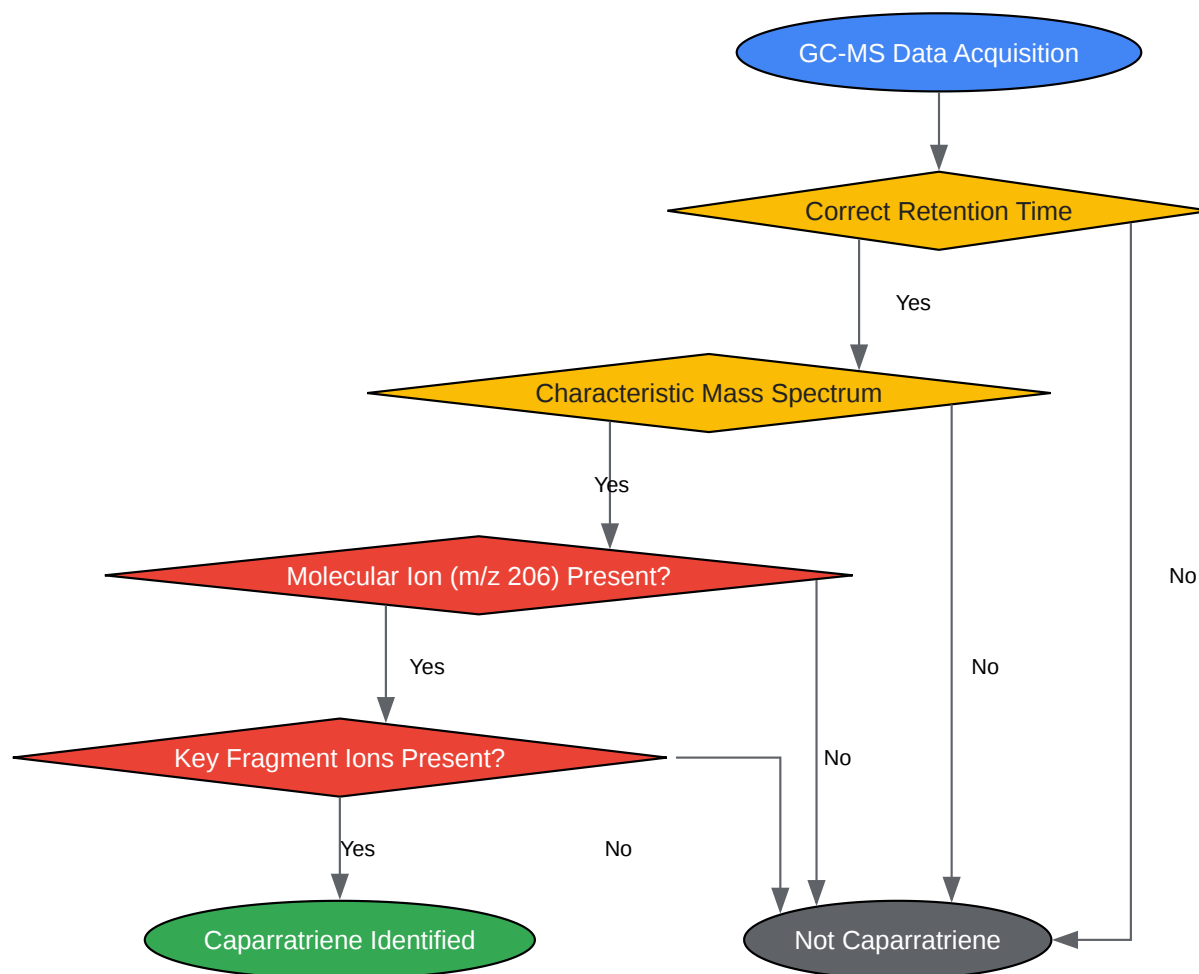 GC-MS Data Acquisition
Correct Retention Time
Yes
Characteristic Mass Spectrum
Yes
Molecular Ion (m/z 206) Present?
No
Yes
No
Key Fragment Ions Present?
No
Yes
No
Caparratriene Identified
Not Caparratriene